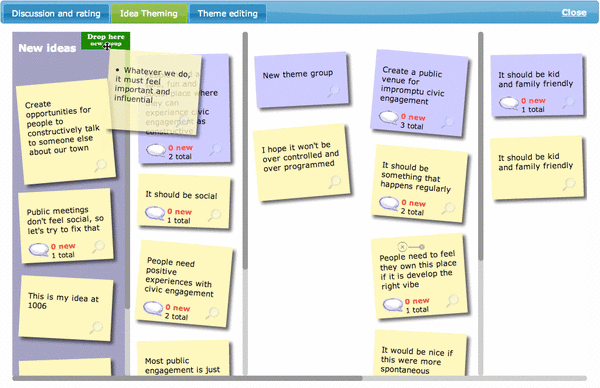 Discussion and rating
Idea Theming
Theme editing
Close
New ideas
Drop here
new group
• Whatever we do,
it must feel
important and
influential
Create
opportunities for
people to
constructively talk
to someone else
about our town
Public meetings
don't feel social, so
let's try to fix that
0 new
1 total
This is my idea at
1006
fun and
place where
they can
experience civic
engagement as
constructive
0 new
2 total
It should be social
0 new
1 total
People need
positive
experiences with
civic engagement
0 new
2 total
Most public
engagement is just
New theme group
I hope it won't be
over controlled and
over programmed
Create a public
venue for
impromptu civic
engagement
0 new
3 total
It should be
something that
happens regularly
0 new
2 total
People need to feel
they own this place
if it is develop the
right vibe
0 new
1 total
It would be nice if
this were more
spontaneous
It should be kid
and family friendly
0 new
1 total
It should be kid
and family friendly